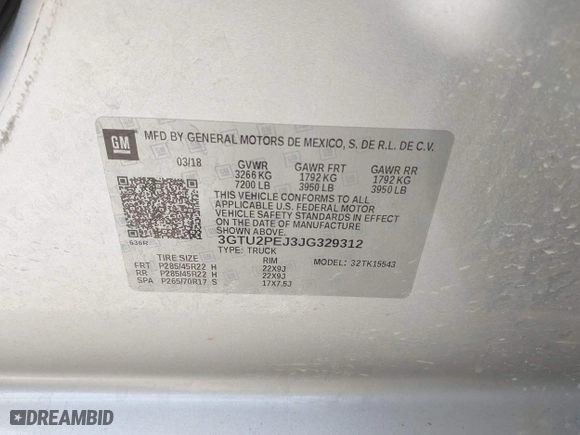 GM
MFD BY GENERAL MOTORS DE MEXICO, S. DE R.L. DE C.V.
03/18 GVWR GAWR FRT GAWR RR
3266 KG 1792 KG 1792 KG
7200 LB 3950 LB 3950 LB
THIS VEHICLE CONFORMS TO ALL
APPLICABLE U.S. FEDERAL MOTOR
VEHICLE SAFETY STANDARDS IN EFFECT
ON THE DATE OF MANUFACTURE
SHOWN ABOVE.
636R
3GTU2PEJ3JG329312
TYPE: TRUCK
TIRE SIZE RIM MODEL: 32TK15543
FRT P285/45R22 H 22X9J
RR P285/45R22 H 22X9J
SPA P265/70R17 S 17X7.5J
DREAMBID